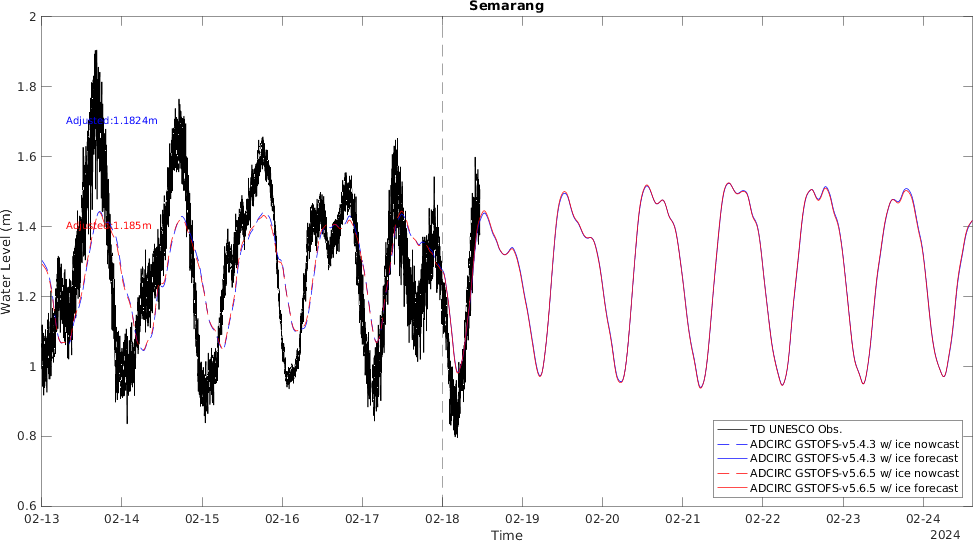 Semarang
Water Level (m)
2
1.8
1.6
1.4
1.2
1
0.8
0.6
Adjusted:1.1824m
Adjusted:1.185m
TD UNESCO Obs.
ADCIRC GSTOFS-v5.4.3 w/ ice nowcast
ADCIRC GSTOFS-v5.4.3 w/ ice forecast
ADCIRC GSTOFS-v5.6.5 w/ ice nowcast
ADCIRC GSTOFS-v5.6.5 w/ ice forecast
02-13 02-14 02-15 02-16 02-17 02-18 02-19 02-20 02-21 02-22 02-23 02-24
Time
2024